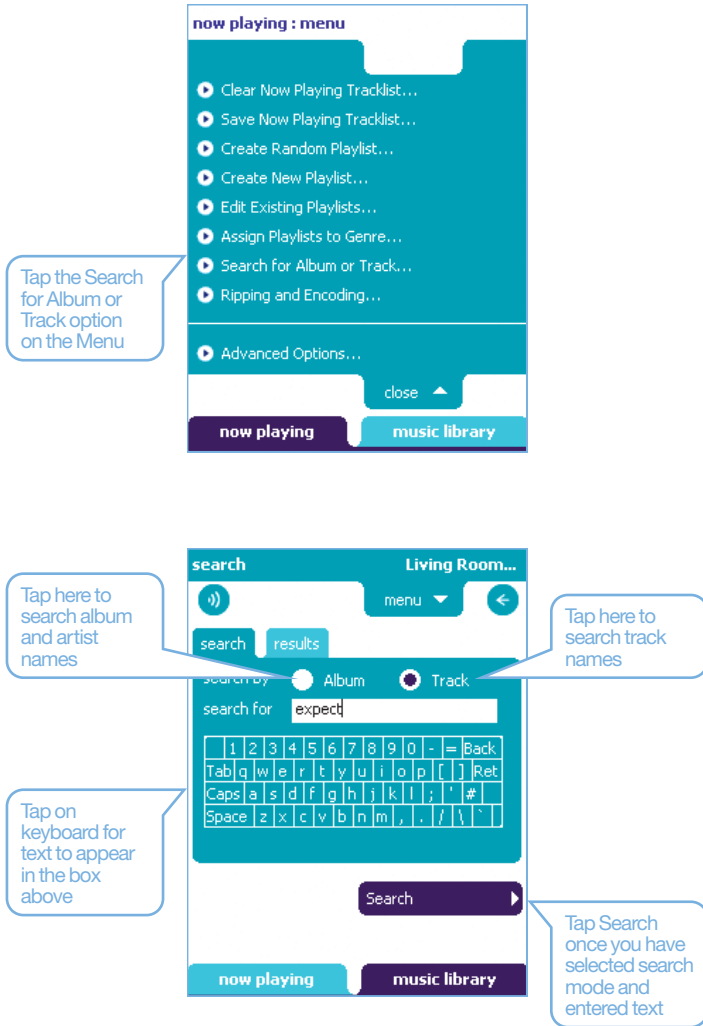 now playing : menu
Clear Now Playing Tracklist...
Save Now Playing Tracklist...
Create Random Playlist...
Create New Playlist...
Edit Existing Playlists...
Assign Playlists to Genre...
Search for Album or Track...
Ripping and Encoding...
Advanced Options...
close
now playing
music library
Tap the Search
for Album or
Track option
on the Menu
search
Living Room...
menu
search
results
search by
Album
Track
search for
expect
1 2 3 4 5 6 7 8 9 0 - = Back
Tab q w e r t y u i o p [ ] Ret
Caps a s d f g h j k l ; ' #
Space z x c v b n m , . / \ `
Search
now playing
music library
Tap here to
search album
and artist
names
Tap here to
search track
names
Tap on
keyboard for
text to appear
in the box
above
Tap Search
once you have
selected search
mode and
entered text